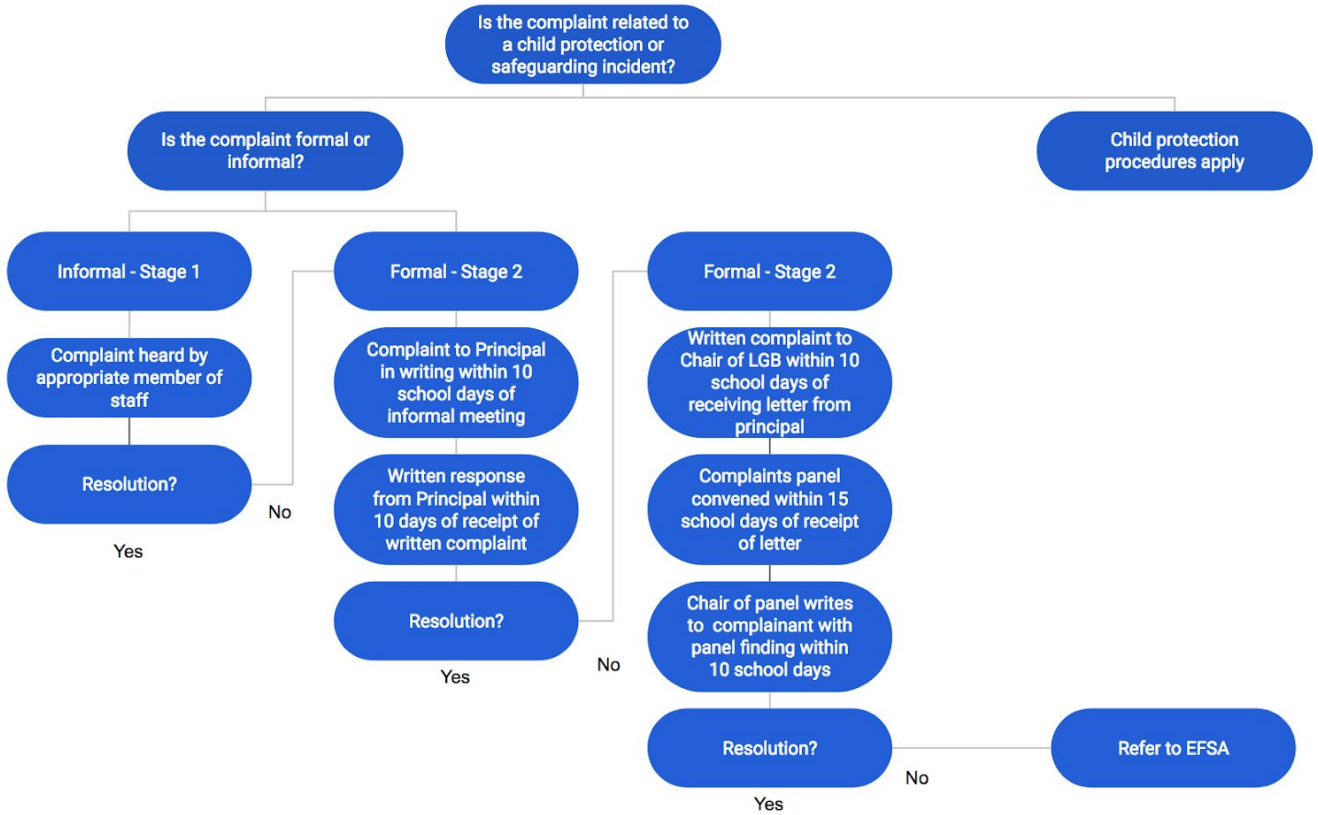 Is the complaint related to
a child protection or
safeguarding incident?
Is the complaint formal or
informal?
Child protection
procedures apply
Informal - Stage 1
Complaint heard by
appropriate member of
staff
Resolution?
No
Yes
Formal - Stage 2
Complaint to Principal
in writing within 10
school days of
informal meeting
Written response
from Principal within
10 days of receipt of
written complaint
Resolution?
No
Yes
Formal - Stage 2
Written complaint to
Chair of LGB within 10
school days of
receiving letter from
principal
Complaints panel
convened within 15
school days of receipt
of letter
Chair of panel writes
to complainant with
panel finding within
10 school days
Resolution?
No
Yes
Refer to EFSA